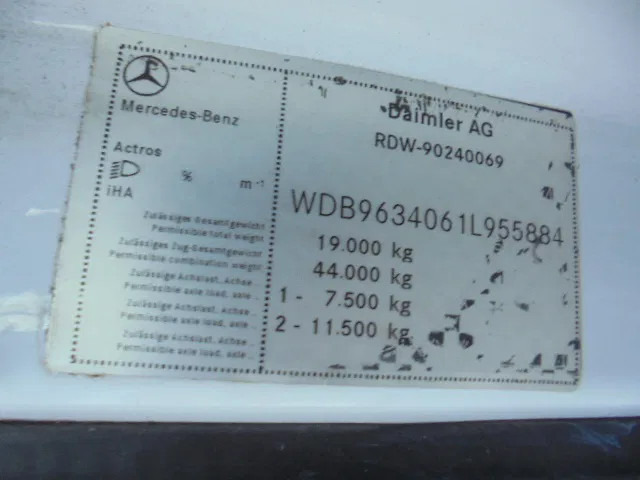 Mercedes-Benz
Daimler AG
RDW-90240069
Actros
% m⁻¹
iHA
WDB9634061L955884
Zulässiges Gesamtgewicht
Permissible total weight
19.000 kg
Zulässiges Zug-Gesamtgewicht
Permissible combination weight
44.000 kg
Zulässige Achslast, Achse ..
Permissible axle load, axle ..
1 - 7.500 kg
Zulässige Achslast, Achse ..
Permissible axle load, axle ..
2 - 11.500 kg
Zulässige Achslast, Achse ..
Permissible axle load, axle ..